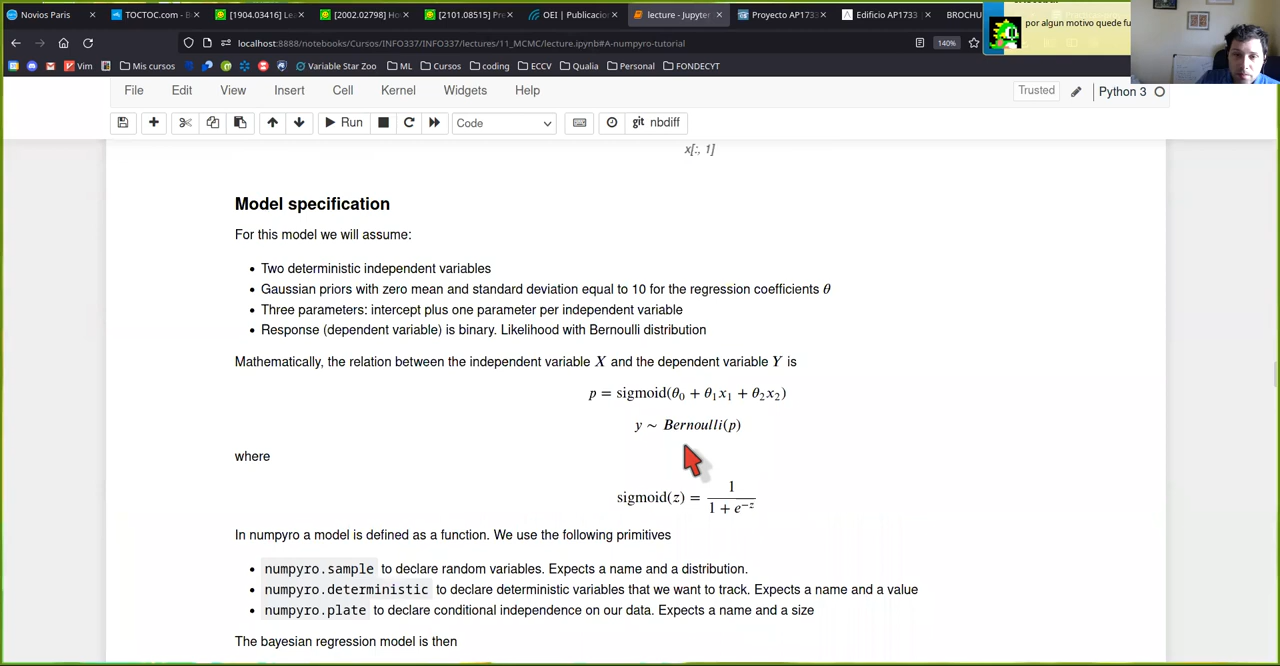 Novios Paris
TOCTOC.com - B
[1904.03416] Le
[2002.02798] Ho
[2101.08515] Pre
OEI | Publicacion
lecture - Jupyter
Proyecto AP1733
Edificio AP1733
BROCHU
por algun motivo quede fu
localhost:8888/notebooks/Cursos/INFO337/INFO337/lectures/11_MCMC/lecture.ipynb#A-numpyro-tutorial
140%
Vim
Mis cursos
Variable Star Zoo
ML
Cursos
coding
ECCV
Qualia
Personal
FONDECYT
File Edit View Insert Cell Kernel Widgets Help
Trusted
Python 3
Run
Code
git nbdiff
x[:, 1]
Model specification
For this model we will assume:
• Two deterministic independent variables
• Gaussian priors with zero mean and standard deviation equal to 10 for the regression coefficients θ
• Three parameters: intercept plus one parameter per independent variable
• Response (dependent variable) is binary. Likelihood with Bernoulli distribution
Mathematically, the relation between the independent variable X and the dependent variable Y is
p = sigmoid(θ₀ + θ₁x₁ + θ₂x₂)
y ∼ Bernoulli(p)
where
sigmoid(z) = 1 / (1 + e^{-z})
In numpyro a model is defined as a function. We use the following primitives
• numpyro.sample to declare random variables. Expects a name and a distribution.
• numpyro.deterministic to declare deterministic variables that we want to track. Expects a name and a value
• numpyro.plate to declare conditional independence on our data. Expects a name and a size
The bayesian regression model is then